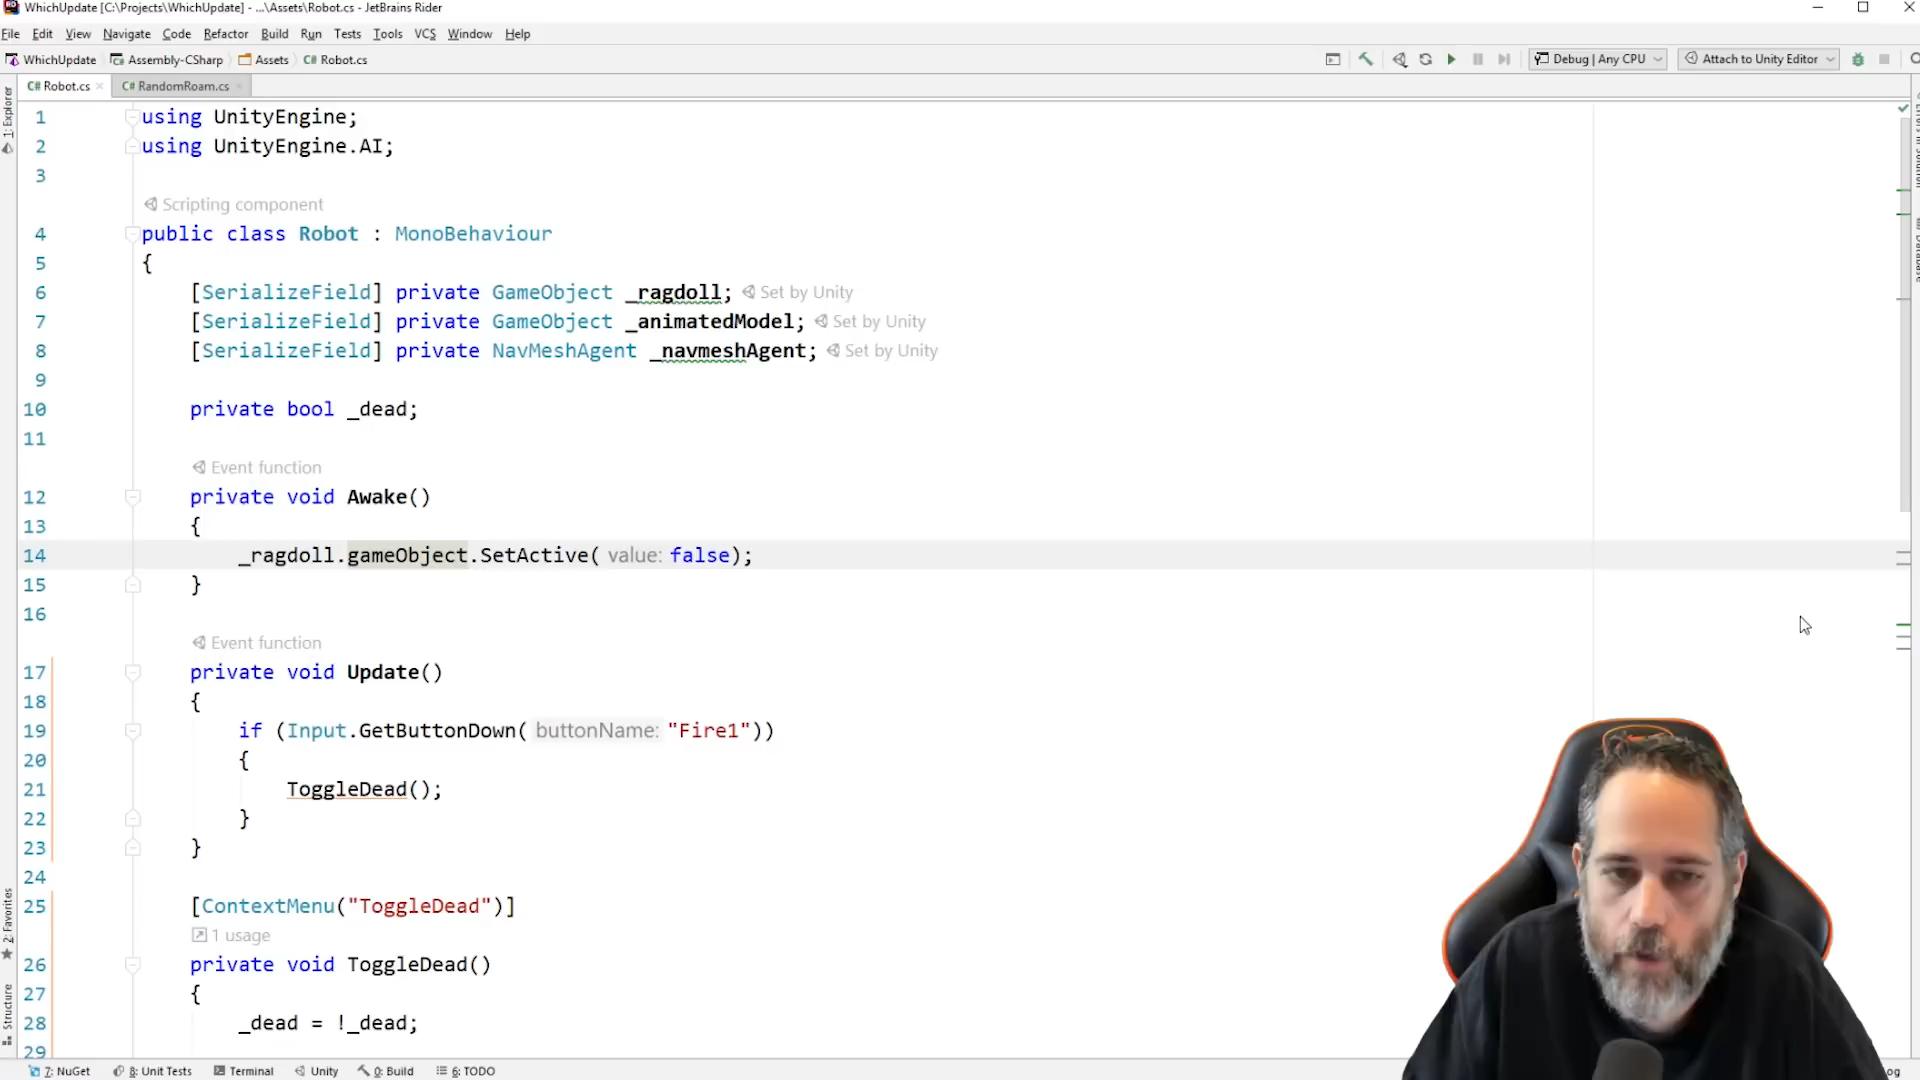 WhichUpdate [C:\Projects\WhichUpdate] - ...\Assets\Robot.cs - JetBrains Rider
File Edit View Navigate Code Refactor Build Run Tests Tools VCS Window Help
WhichUpdate Assembly-CSharp Assets C# Robot.cs Debug | Any CPU Attach to Unity Editor
C# Robot.cs C# RandomRoam.cs
1: Explorer
1 using UnityEngine;
2 using UnityEngine.AI;
3
Scripting component
4 public class Robot : MonoBehaviour
5 {
6 [SerializeField] private GameObject _ragdoll; Set by Unity
7 [SerializeField] private GameObject _animatedModel; Set by Unity
8 [SerializeField] private NavMeshAgent _navmeshAgent; Set by Unity
9
10 private bool _dead;
11
Event function
12 private void Awake()
13 {
14 _ragdoll.gameObject.SetActive( value: false);
15 }
16
Event function
17 private void Update()
18 {
19 if (Input.GetButtonDown( buttonName: "Fire1"))
20 {
21 ToggleDead();
22 }
23 }
24
25 [ContextMenu("ToggleDead")]
1 usage
26 private void ToggleDead()
27 {
28 _dead = !_dead;
29
2: Favorites
Structure
7: NuGet 8: Unit Tests Terminal Unity 0: Build 6: TODO